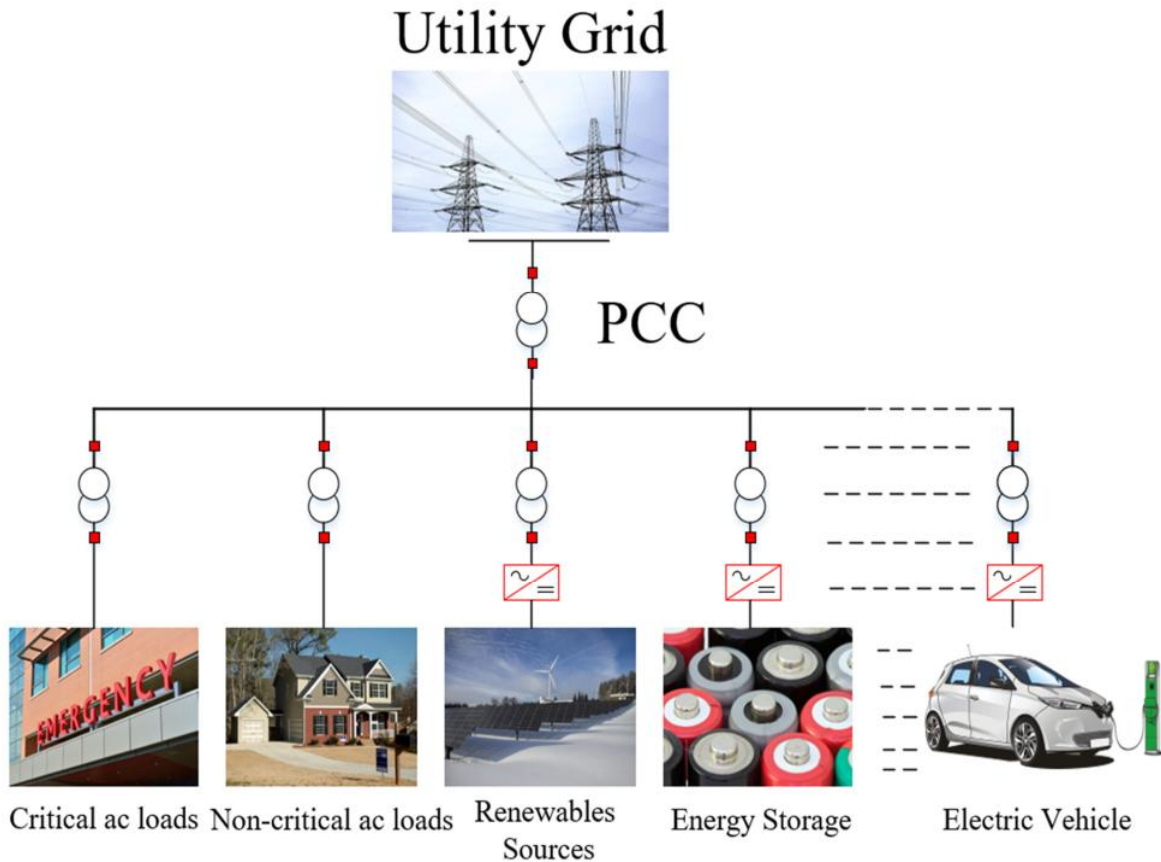 Utility Grid
PCC
EMERGENCY
Critical ac loads
Non-critical ac loads
Renewables
Sources
Energy Storage
Electric Vehicle